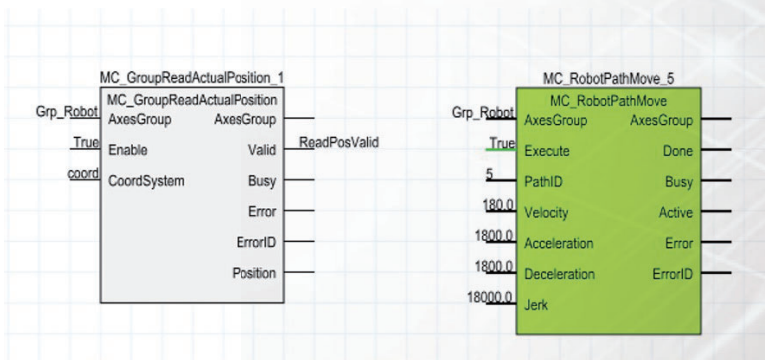 MC_GroupReadActualPosition_1
MC_GroupReadActualPosition
Grp_Robot AxesGroup AxesGroup
True Enable Valid ReadPosValid
coord CoordSystem Busy
Error
ErrorID
Position
MC_RobotPathMove_5
MC_RobotPathMove
Grp_Robot AxesGroup AxesGroup
True Execute Done
5 PathID Busy
180.0 Velocity Active
1800.0 Acceleration Error
1800.0 Deceleration ErrorID
18000.0 Jerk